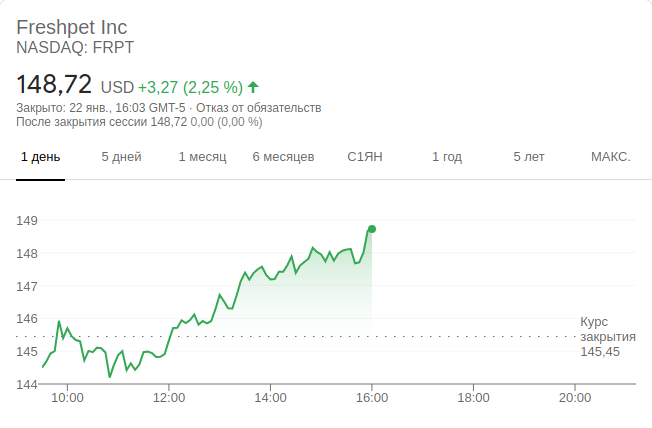 Freshpet Inc
NASDAQ: FRPT
148,72 USD +3,27 (2,25 %)
Закрыто: 22 янв., 16:03 GMT-5 · Отказ от обязательств
После закрытия сессии 148,72 0,00 (0,00 %)
1 день 5 дней 1 месяц 6 месяцев С1ЯН 1 год 5 лет МАКС.
149
148
147
146
145
144
Курс
закрытия
145,45
10:00 12:00 14:00 16:00 18:00 20:00